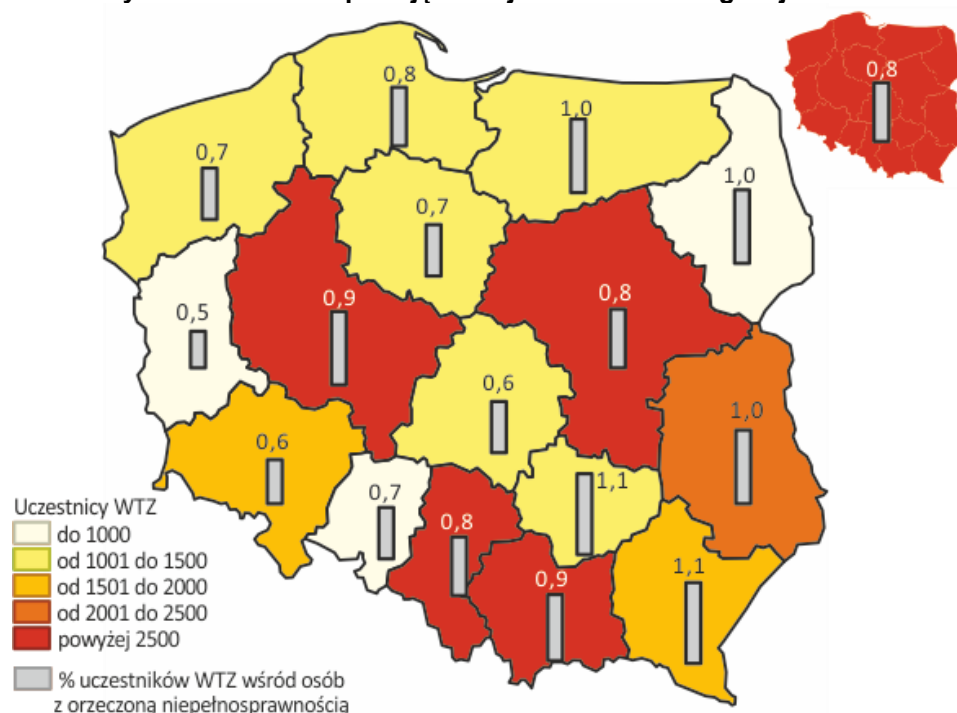 0,8
0,8
1,0
0,7
1,0
0,7
0,9
0,8
0,5
0,6
1,0
0,6
1,1
0,7
0,8
1,1
0,9
Uczestnicy WTZ
do 1000
od 1001 do 1500
od 1501 do 2000
od 2001 do 2500
powyżej 2500
% uczestników WTZ wśród osób
z orzeczoną niepełnosprawnością